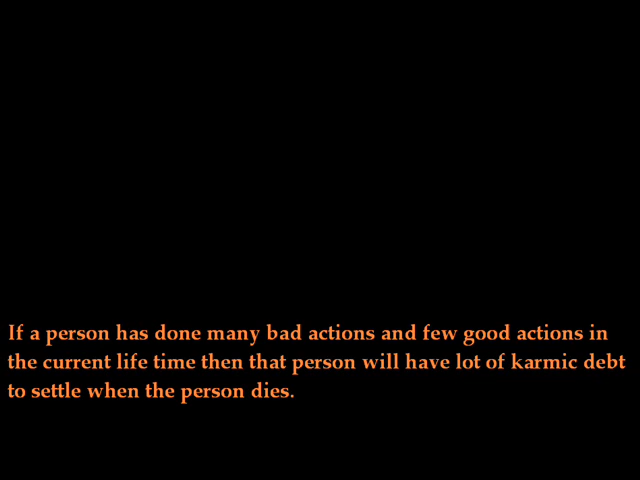 If a person has done many bad actions and few good actions in
the current life time then that person will have lot of karmic debt
to settle when the person dies.